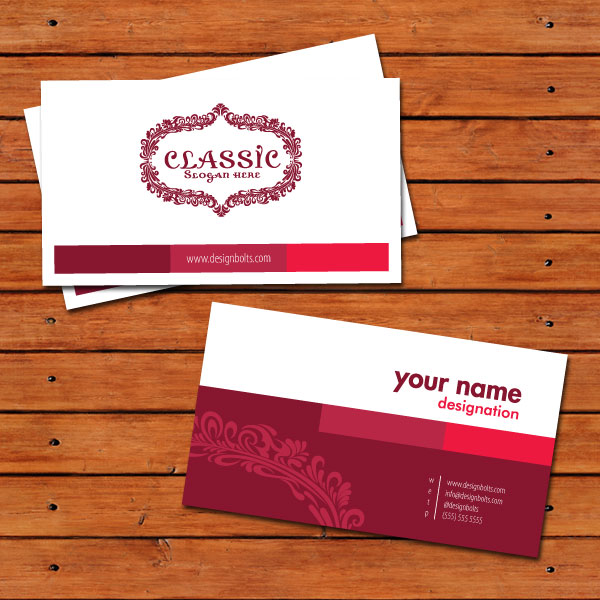 CLASSIC
SLOGAN HERE
www.designbolts.com
your name
designation
w www.designbolts.com
e info@designbolts.com
t @designbolts
p (555) 555 5555